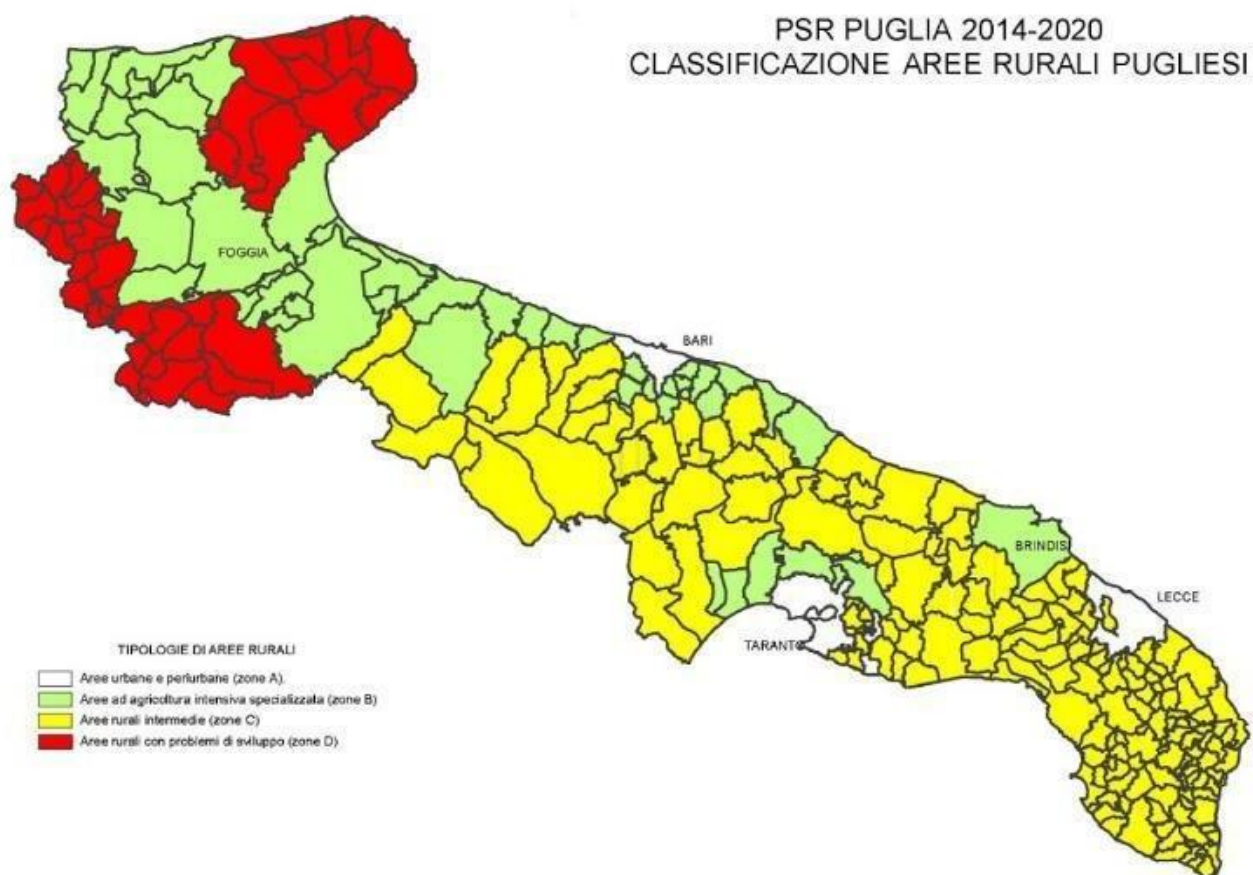 PSR PUGLIA 2014-2020
CLASSIFICAZIONE AREE RURALI PUGLIESI
FOGGIA
BARI
BRINDISI
LECCE
TARANTO
TIPOLOGIE DI AREE RURALI
Aree urbane e periurbane (zone A).
Aree ad agricoltura intensiva specializzata (zone B)
Aree rurali intermedie (zone C)
Aree rurali con problemi di sviluppo (zone D)